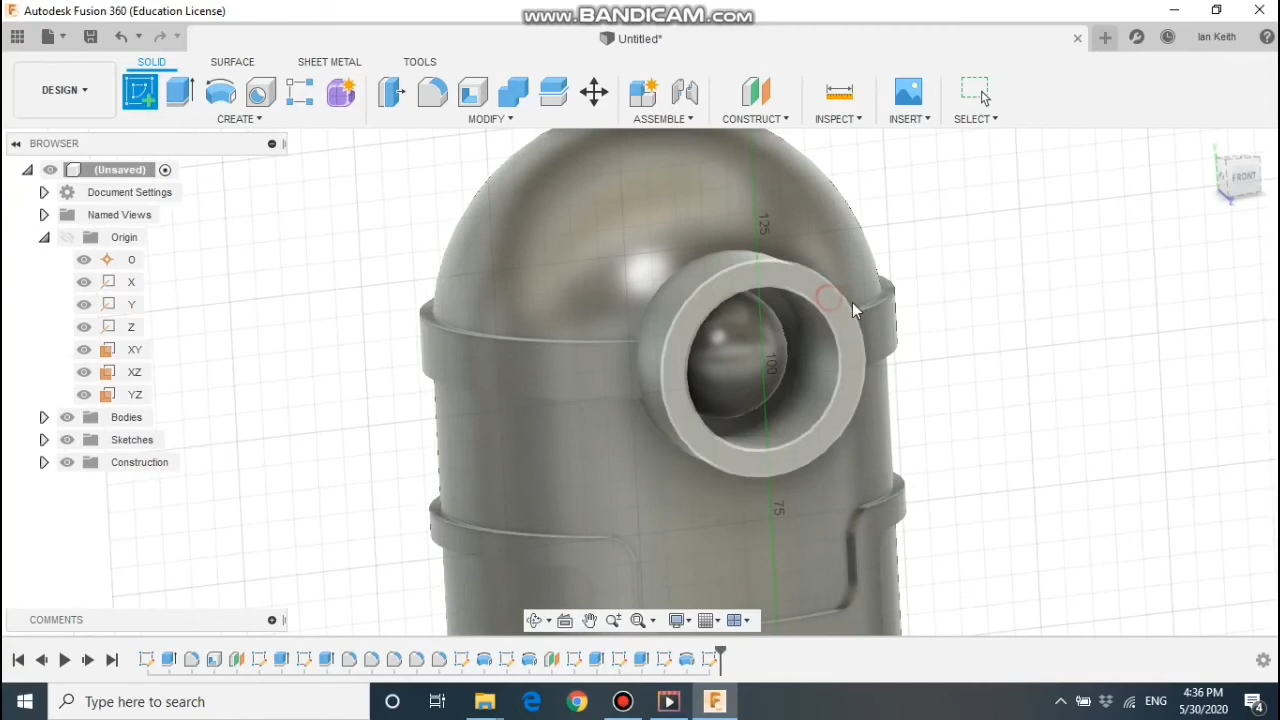 Autodesk Fusion 360 (Education License)
www.BANDICAM.com
Untitled*
Ian Keith
SOLID SURFACE SHEET METAL TOOLS
DESIGN
CREATE MODIFY ASSEMBLE CONSTRUCT INSPECT INSERT SELECT
BROWSER
(Unsaved)
Document Settings
Named Views
Origin
O
X
Y
Z
XY
XZ
YZ
Bodies
Sketches
Construction
FRONT
125
100
75
COMMENTS
Type here to search
ENG
4:36 PM
5/30/2020
4